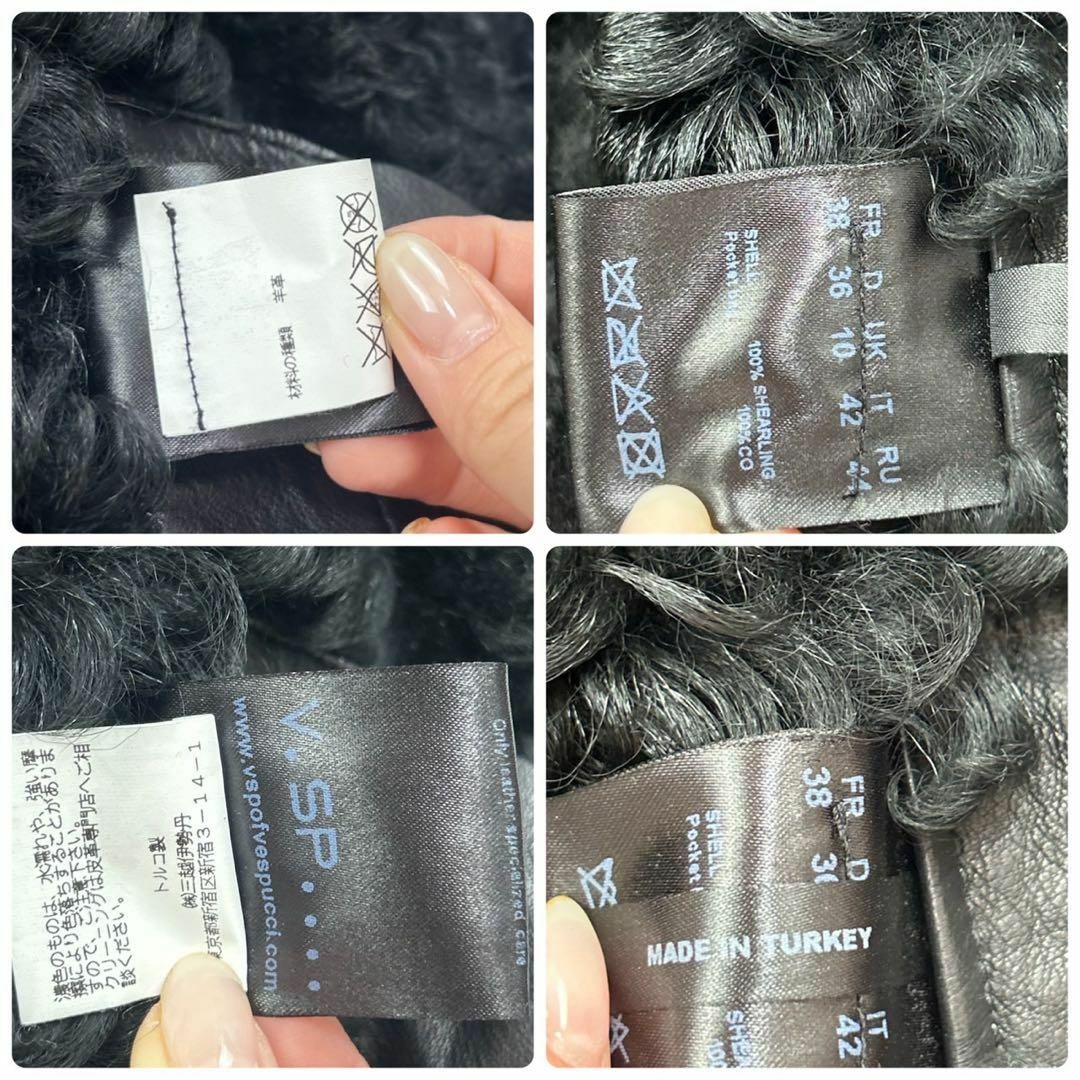 材料の種類　羊革
FR D UK IT RU
38 36 10 42 44
SHELL 100% SHEARLING
100%CO
濃色のものは、水濡れや、強い摩
擦により色落ちすることがありま
すので、ご注意下さい。
クリーニングは皮革専門店へご相
談ください。
トルコ製
㈱三越伊勢丹
東京都新宿区新宿3-14-1
V.SP.....
www.vspofvespucci.com
Only leather specialized care
FR D
38
SHELL
Pocket
MADE IN TURKEY
IT
42